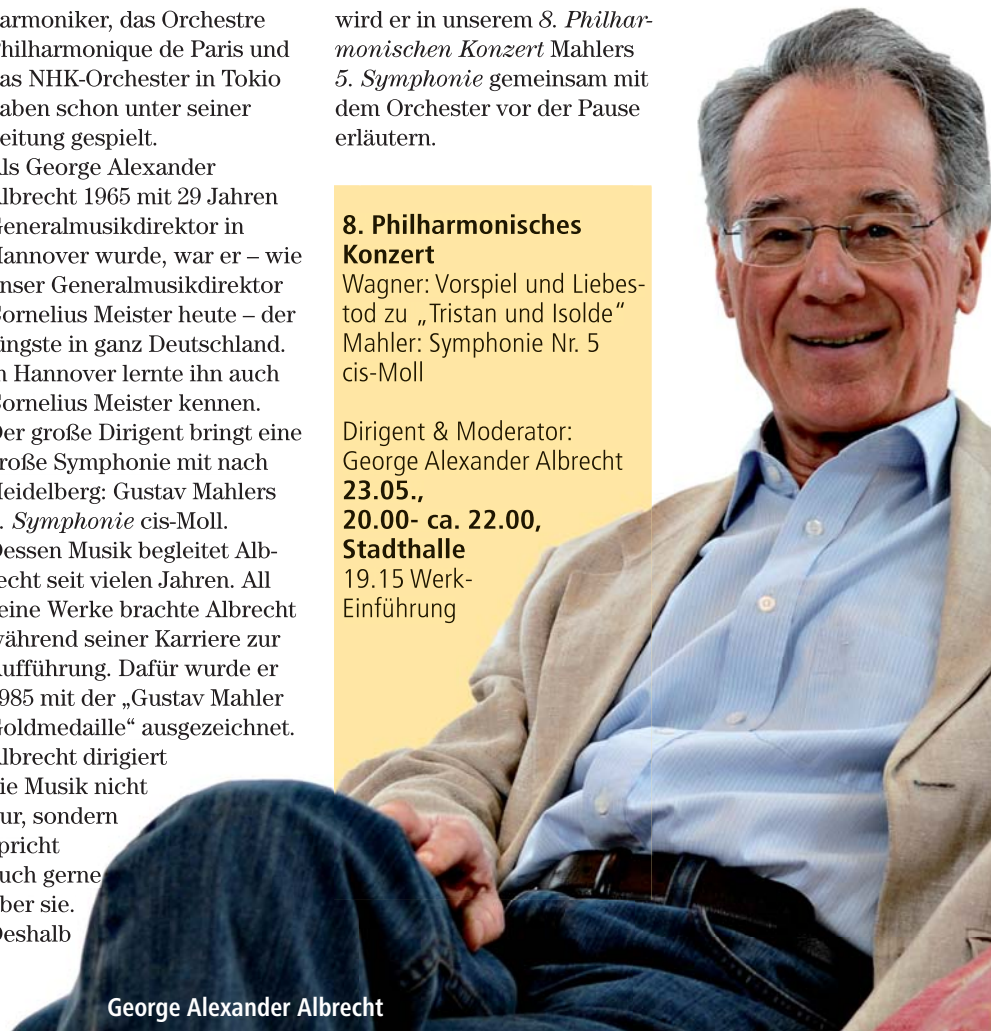 armoniker, das Orchestre
hilharmonique de Paris und
as NHK-Orchester in Tokio
aben schon unter seiner
eitung gespielt.
ls George Alexander
lbrecht 1965 mit 29 Jahren
eneralmusikdirektor in
annover wurde, war er – wie
nser Generalmusikdirektor
ornelius Meister heute – der
üngste in ganz Deutschland.
n Hannover lernte ihn auch
ornelius Meister kennen.
er große Dirigent bringt eine
roße Symphonie mit nach
eidelberg: Gustav Mahlers
. Symphonie cis-Moll.
essen Musik begleitet Alb-
recht seit vielen Jahren. All
eine Werke brachte Albrecht
während seiner Karriere zur
ufführung. Dafür wurde er
985 mit der „Gustav Mahler
oldmedaille“ ausgezeichnet.
lbrecht dirigiert
ie Musik nicht
ur, sondern
pricht
uch gerne
ber sie.
eshalb
wird er in unserem 8. Philhar-
monischen Konzert Mahlers
5. Symphonie gemeinsam mit
dem Orchester vor der Pause
erläutern.
8. Philharmonisches
Konzert
Wagner: Vorspiel und Liebes-
tod zu „Tristan und Isolde“
Mahler: Symphonie Nr. 5
cis-Moll
Dirigent & Moderator:
George Alexander Albrecht
23.05.,
20.00- ca. 22.00,
Stadthalle
19.15 Werk-
Einführung
George Alexander Albrecht